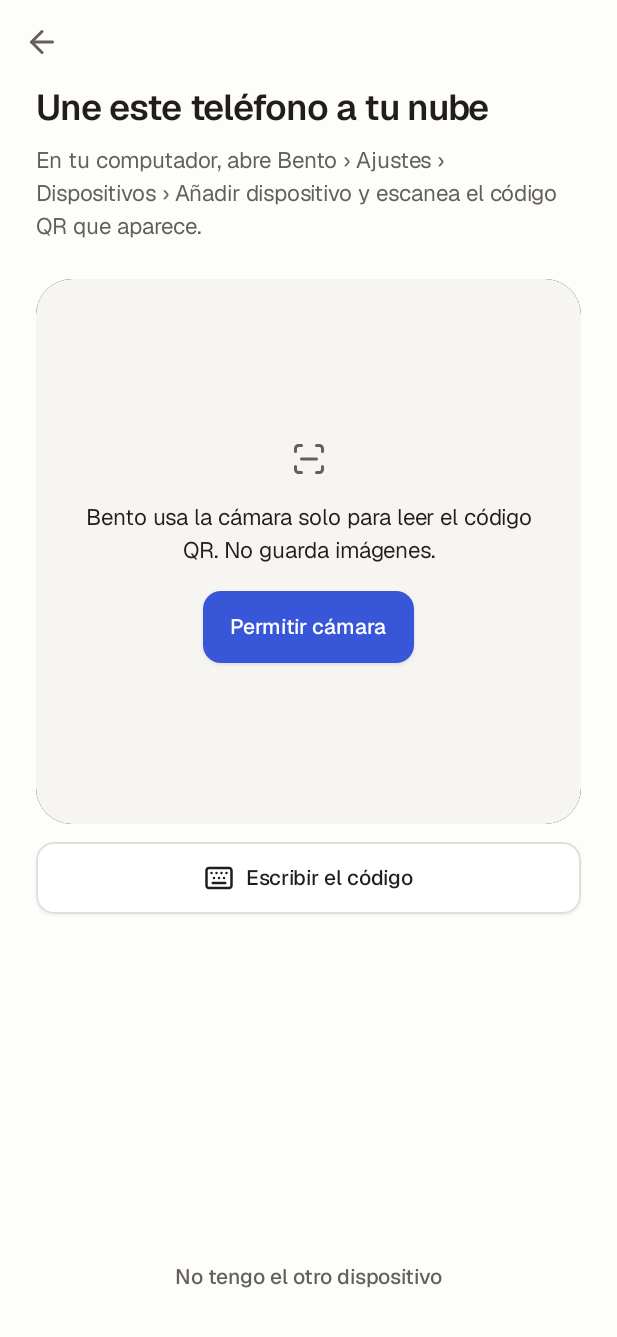 Une este teléfono a tu nube
En tu computador, abre Bento › Ajustes ›
Dispositivos › Añadir dispositivo y escanea el código
QR que aparece.
Bento usa la cámara solo para leer el código
QR. No guarda imágenes.
Permitir cámara
Escribir el código
No tengo el otro dispositivo